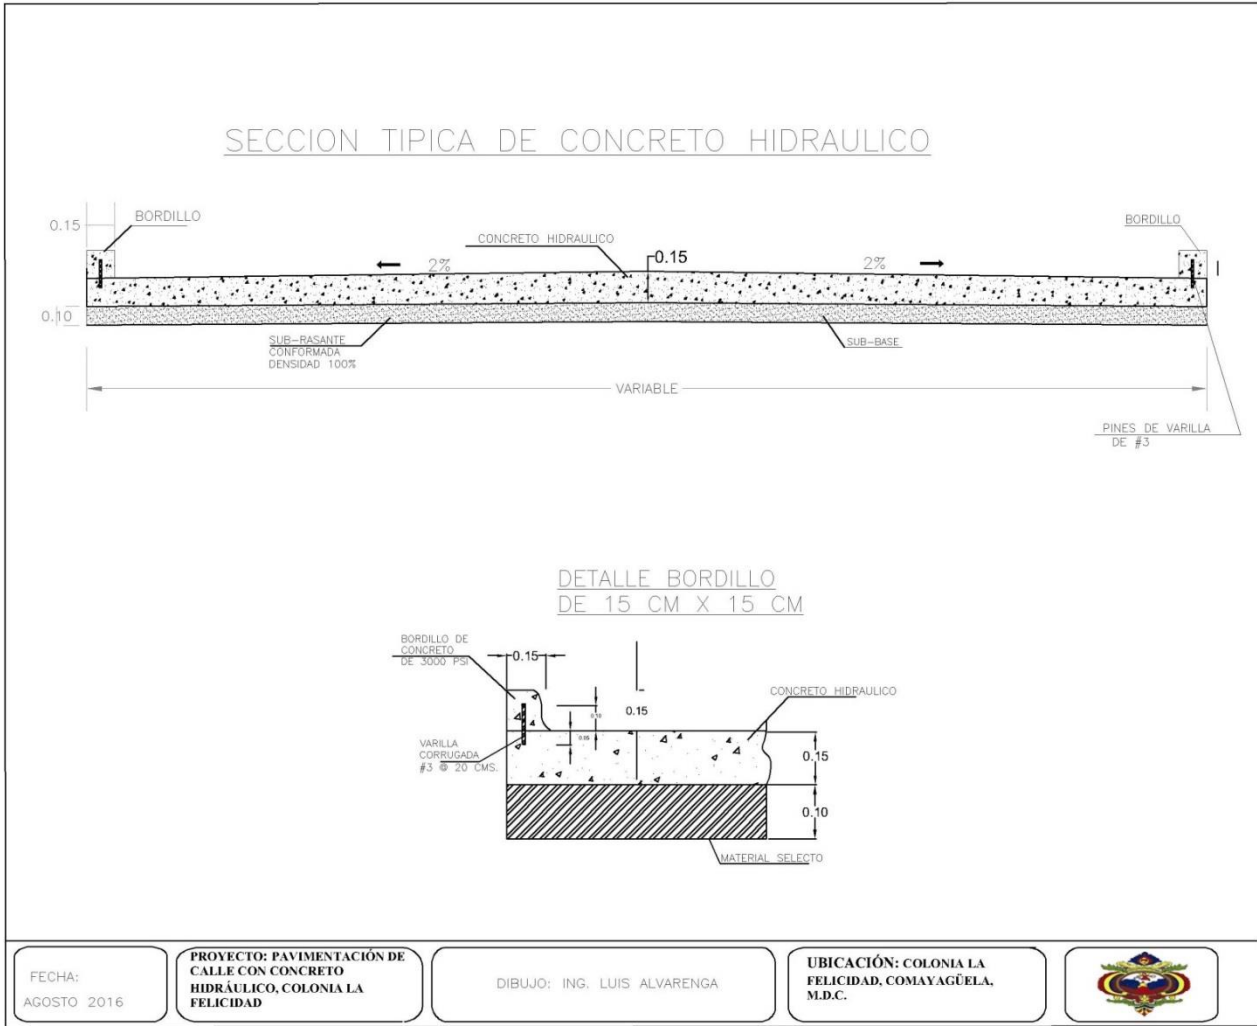 SECCION TIPICA DE CONCRETO HIDRAULICO
0.15
BORDILLO
CONCRETO HIDRAULICO
0.15
BORDILLO
2%
2%
0.10
SUB-RASANTE
CONFORMADA
DENSIDAD 100%
SUB-BASE
VARIABLE
PINES DE VARILLA
DE #3
DETALLE BORDILLO
DE 15 CM X 15 CM
BORDILLO DE
CONCRETO
DE 3000 PSI
0.15
CONCRETO HIDRAULICO
0.10
0.15
0.05
VARILLA
CORRUGADA
#3 @ 20 CMS.
0.15
0.10
MATERIAL SELECTO
FECHA:
AGOSTO 2016
PROYECTO: PAVIMENTACIÓN DE
CALLE CON CONCRETO
HIDRÁULICO, COLONIA LA
FELICIDAD
DIBUJO: ING. LUIS ALVARENGA
UBICACIÓN: COLONIA LA
FELICIDAD, COMAYAGÜELA,
M.D.C.